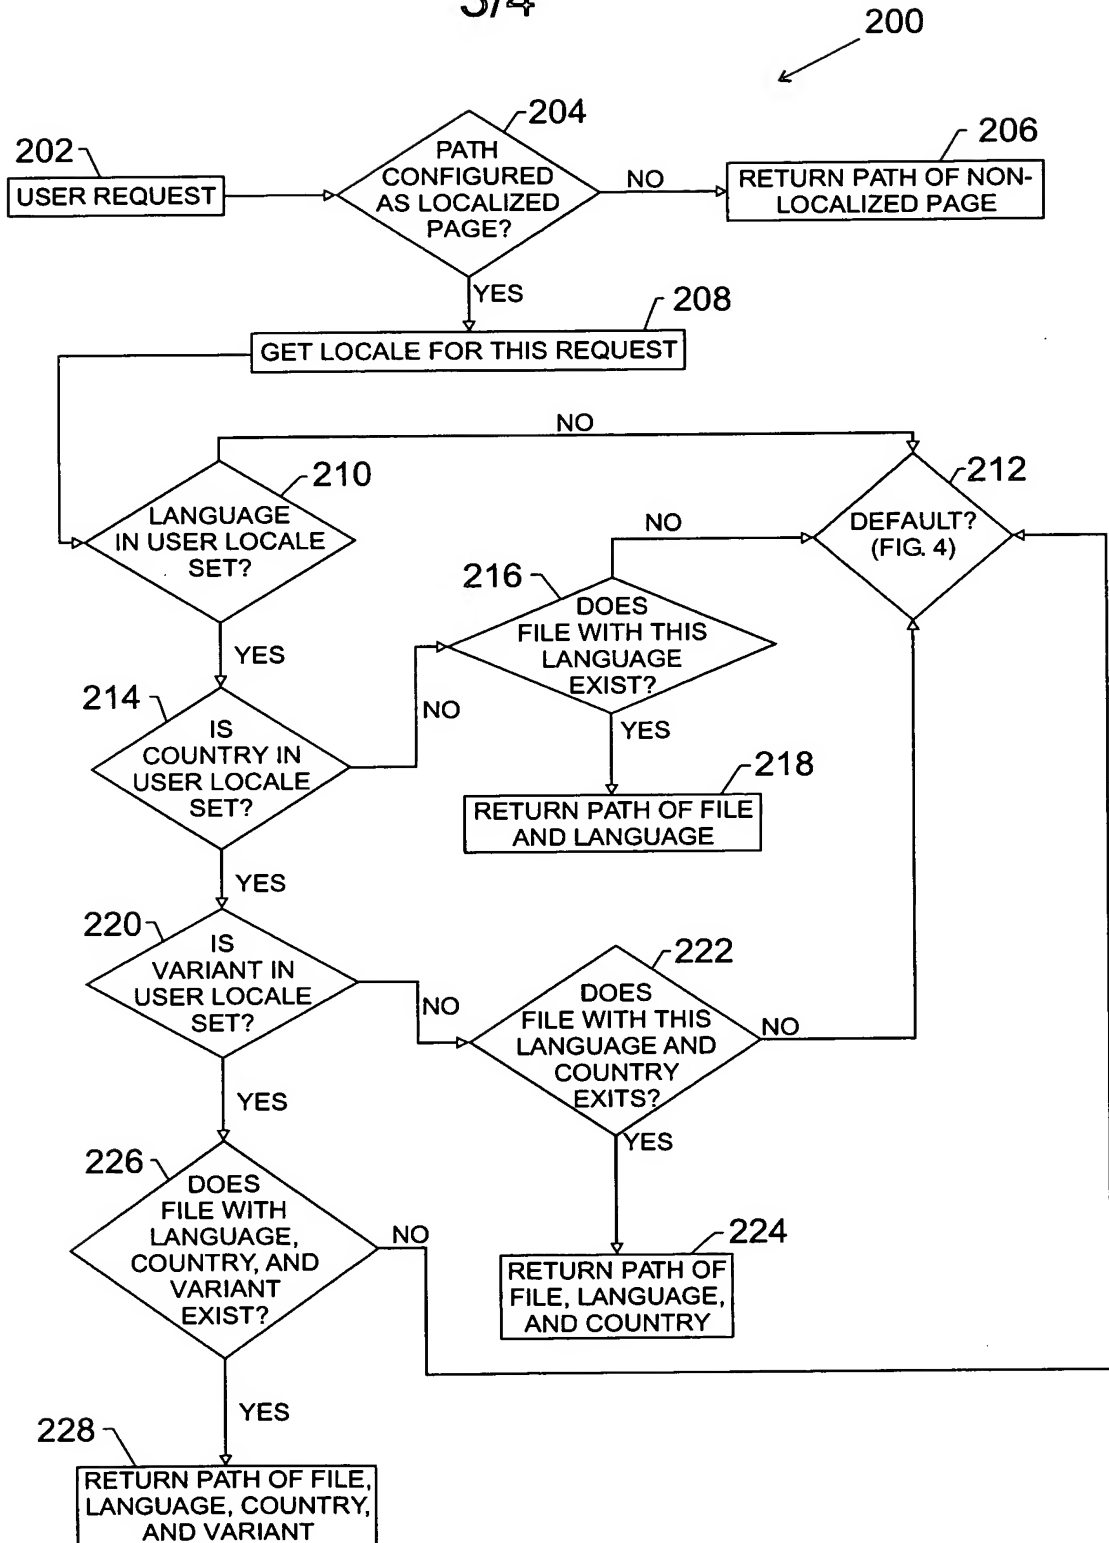 3/4
200
204
202
USER REQUEST
PATH
CONFIGURED
AS LOCALIZED
PAGE?
NO
206
RETURN PATH OF NON-
LOCALIZED PAGE
YES
208
GET LOCALE FOR THIS REQUEST
NO
210
LANGUAGE
IN USER LOCALE
SET?
212
DEFAULT?
(FIG. 4)
NO
216
DOES
FILE WITH THIS
LANGUAGE
EXIST?
YES
214
IS
COUNTRY IN
USER LOCALE
SET?
NO
YES
218
RETURN PATH OF FILE
AND LANGUAGE
YES
220
IS
VARIANT IN
USER LOCALE
SET?
NO
222
DOES
FILE WITH THIS
LANGUAGE AND
COUNTRY
EXITS?
NO
YES
YES
226
DOES
FILE WITH
LANGUAGE,
COUNTRY, AND
VARIANT
EXIST?
NO
224
RETURN PATH OF
FILE, LANGUAGE,
AND COUNTRY
YES
228
RETURN PATH OF FILE,
LANGUAGE, COUNTRY,
AND VARIANT